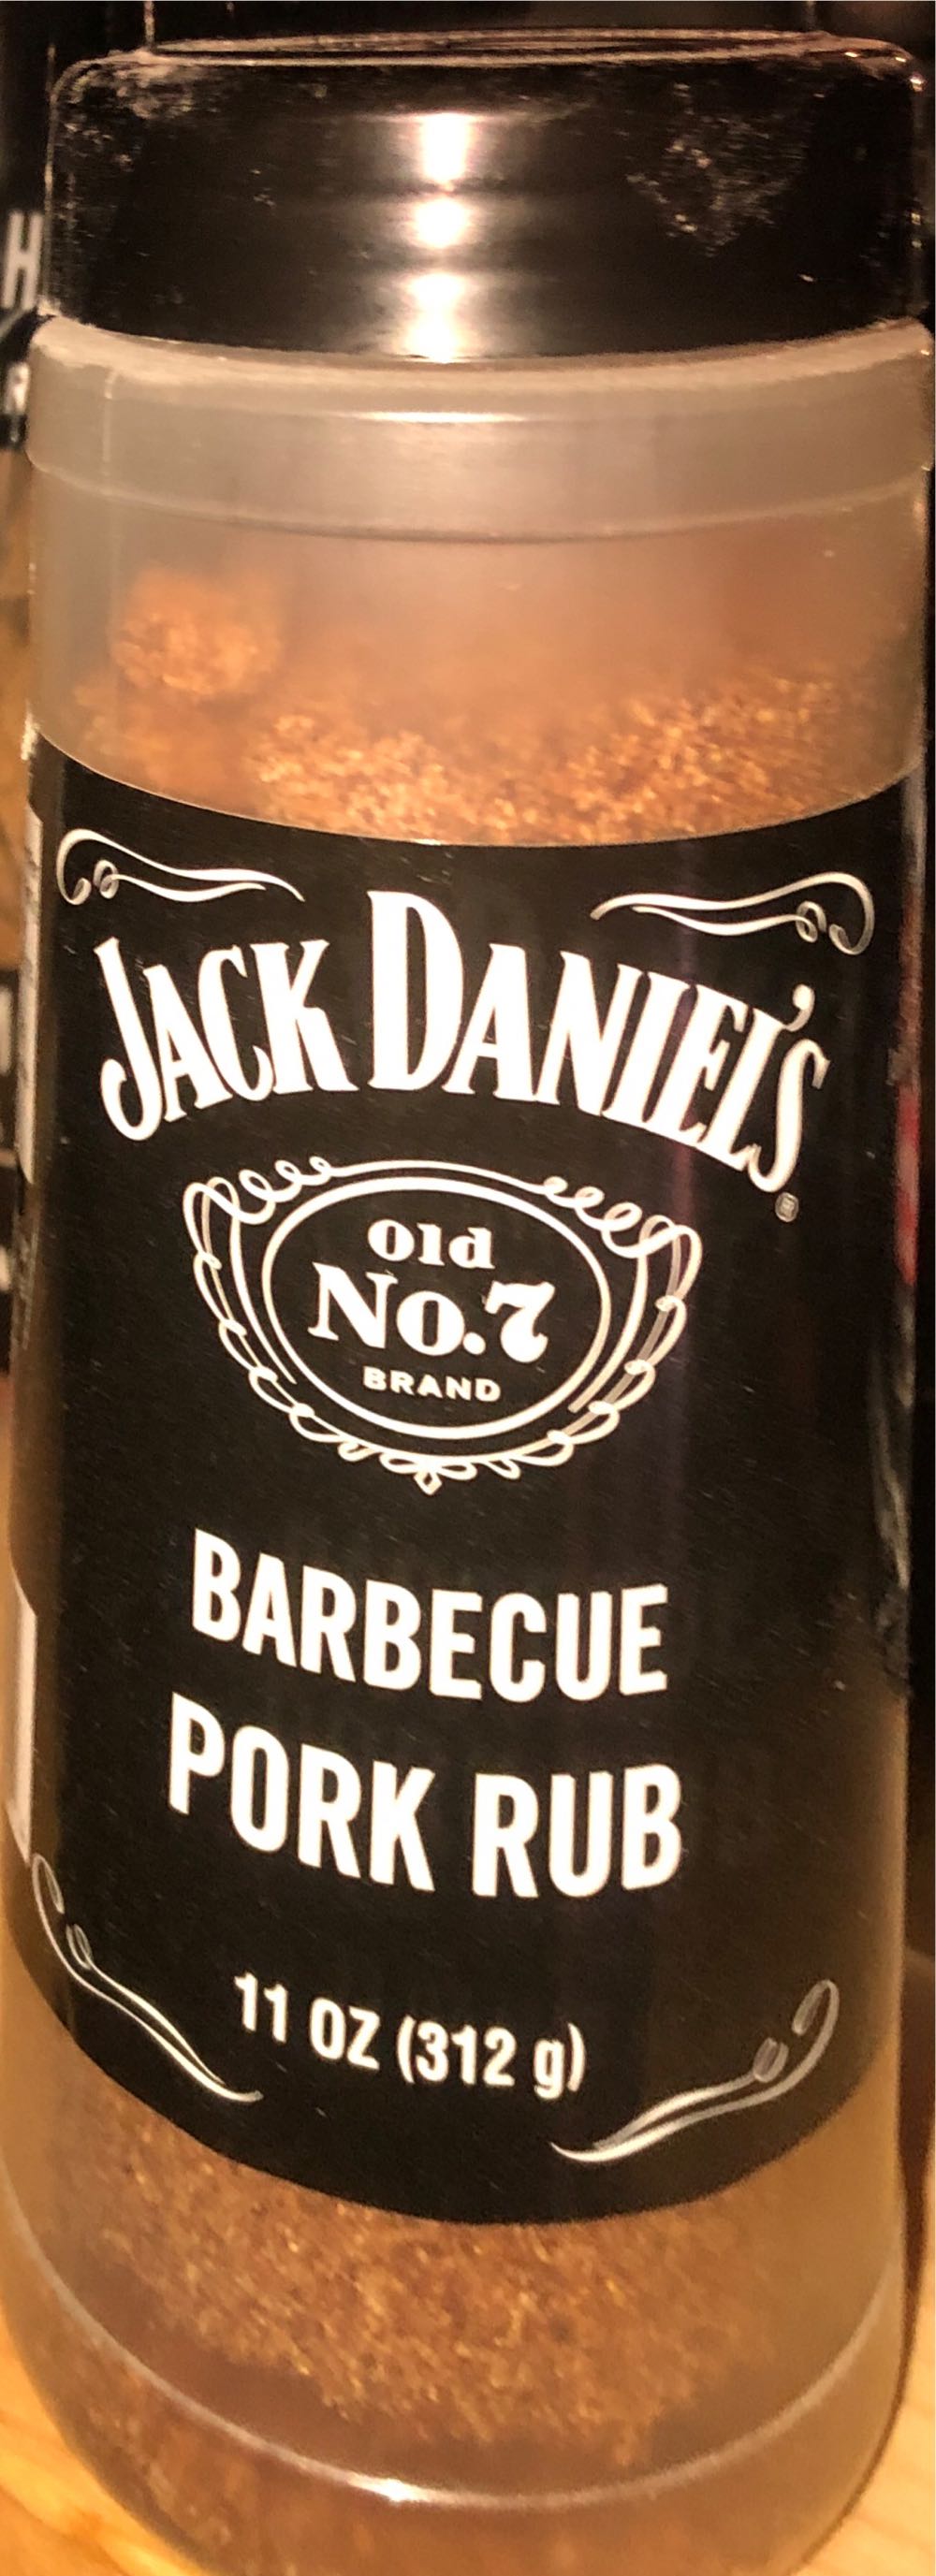 JACK DANIEL'S
Old
No.7
BRAND
BARBECUE
PORK RUB
11 OZ (312 g)